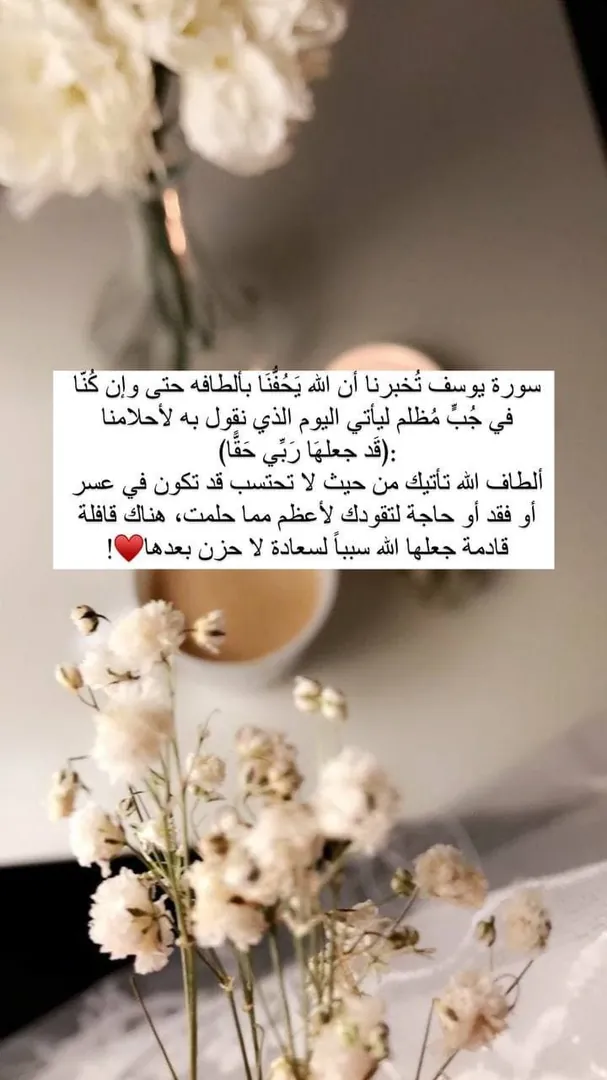 سورة يوسف تُخبرنا أن الله يَحُفُّنَا بألطافه حتى وإن كُنّا
في جُبٍّ مُظلم ليأتي اليوم الذي نقول به لأحلامنا
:(قَد جعلهَا رَبِّي حَقًّا)
ألطاف الله تأتيك من حيث لا تحتسب قد تكون في عسر
أو فقد أو حاجة لتقودك لأعظم مما حلمت، هناك قافلة
قادمة جعلها الله سبباً لسعادة لا حزن بعدها♥️!